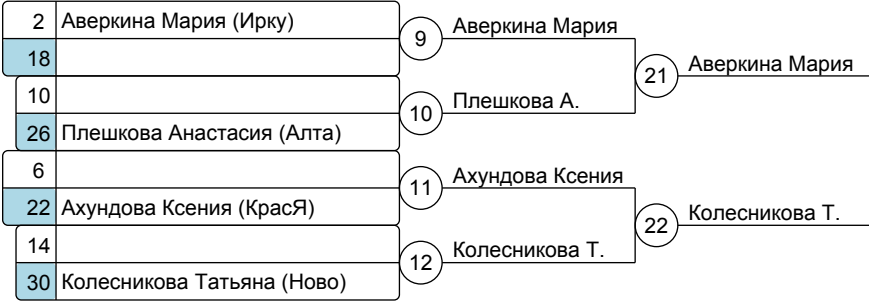 2 Аверкина Мария (Ирку)
18
9 Аверкина Мария
10
26 Плешкова Анастасия (Алта)
10 Плешкова А.
21 Аверкина Мария
6
22 Ахундова Ксения (КрасЯ)
11 Ахундова Ксения
14
30 Колесникова Татьяна (Ново)
12 Колесникова Т.
22 Колесникова Т.